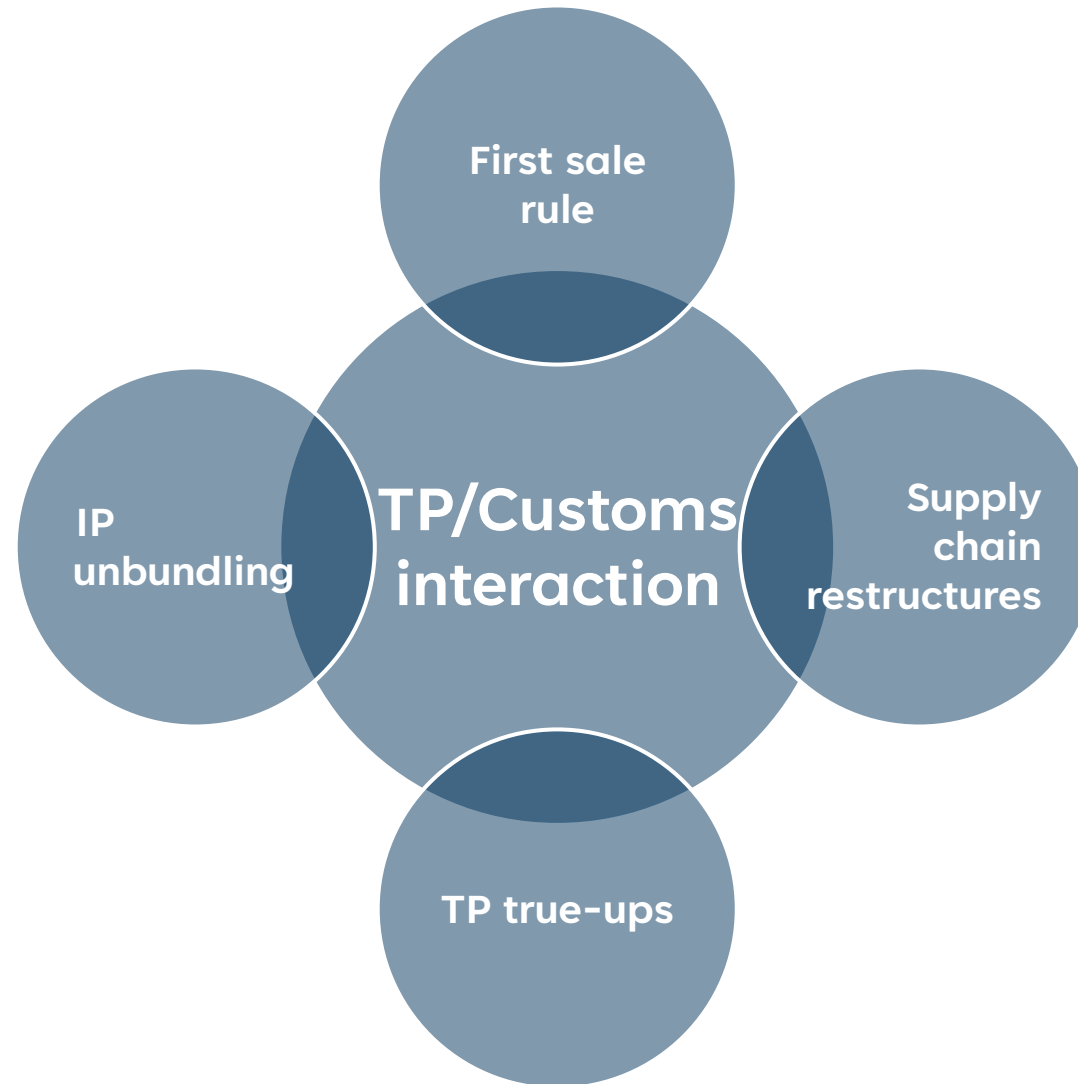 First sale
rule
IP
unbundling
TP/Customs
interaction
Supply
chain
restructures
TP true-ups